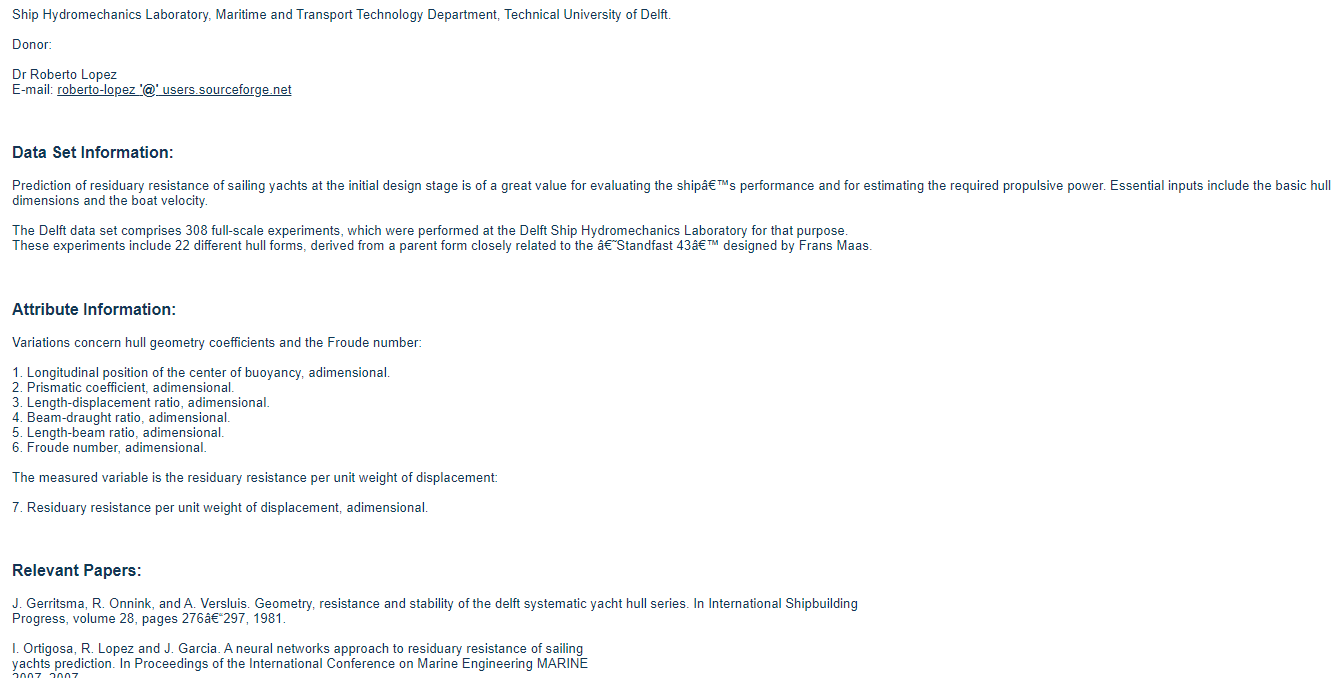 Ship Hydromechanics Laboratory, Maritime and Transport Technology Department, Technical University of Delft.
Donor:
Dr Roberto Lopez
E-mail: roberto-lopez '@' users.sourceforge.net
Data Set Information:
Prediction of residuary resistance of sailing yachts at the initial design stage is of a great value for evaluating the shipâ€™s performance and for estimating the required propulsive power. Essential inputs include the basic hull
dimensions and the boat velocity.
The Delft data set comprises 308 full-scale experiments, which were performed at the Delft Ship Hydromechanics Laboratory for that purpose.
These experiments include 22 different hull forms, derived from a parent form closely related to the â€˜Standfast 43â€™ designed by Frans Maas.
Attribute Information:
Variations concern hull geometry coefficients and the Froude number:
1. Longitudinal position of the center of buoyancy, adimensional.
2. Prismatic coefficient, adimensional.
3. Length-displacement ratio, adimensional.
4. Beam-draught ratio, adimensional.
5. Length-beam ratio, adimensional.
6. Froude number, adimensional.
The measured variable is the residuary resistance per unit weight of displacement:
7. Residuary resistance per unit weight of displacement, adimensional.
Relevant Papers:
J. Gerritsma, R. Onnink, and A. Versluis. Geometry, resistance and stability of the delft systematic yacht hull series. In International Shipbuilding
Progress, volume 28, pages 276â€“297, 1981.
I. Ortigosa, R. Lopez and J. Garcia. A neural networks approach to residuary resistance of sailing
yachts prediction. In Proceedings of the International Conference on Marine Engineering MARINE
2007, 2007.